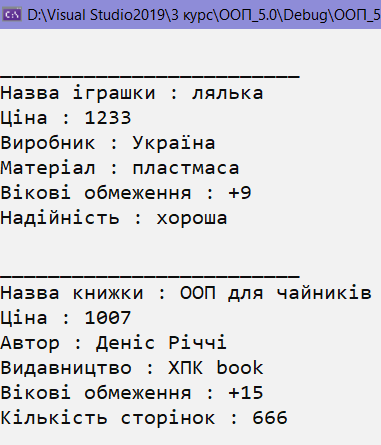 D:\Visual Studio2019\3 курс\ООП_5.0\Debug\ООП_5
_________________________
Назва іграшки : лялька
Ціна : 1233
Виробник : Україна
Матеріал : пластмаса
Вікові обмеження : +9
Надійність : хороша
_________________________
Назва книжки : ООП для чайників
Ціна : 1007
Автор : Деніс Річчі
Видавництво : ХПК book
Вікові обмеження : +15
Кількість сторінок : 666